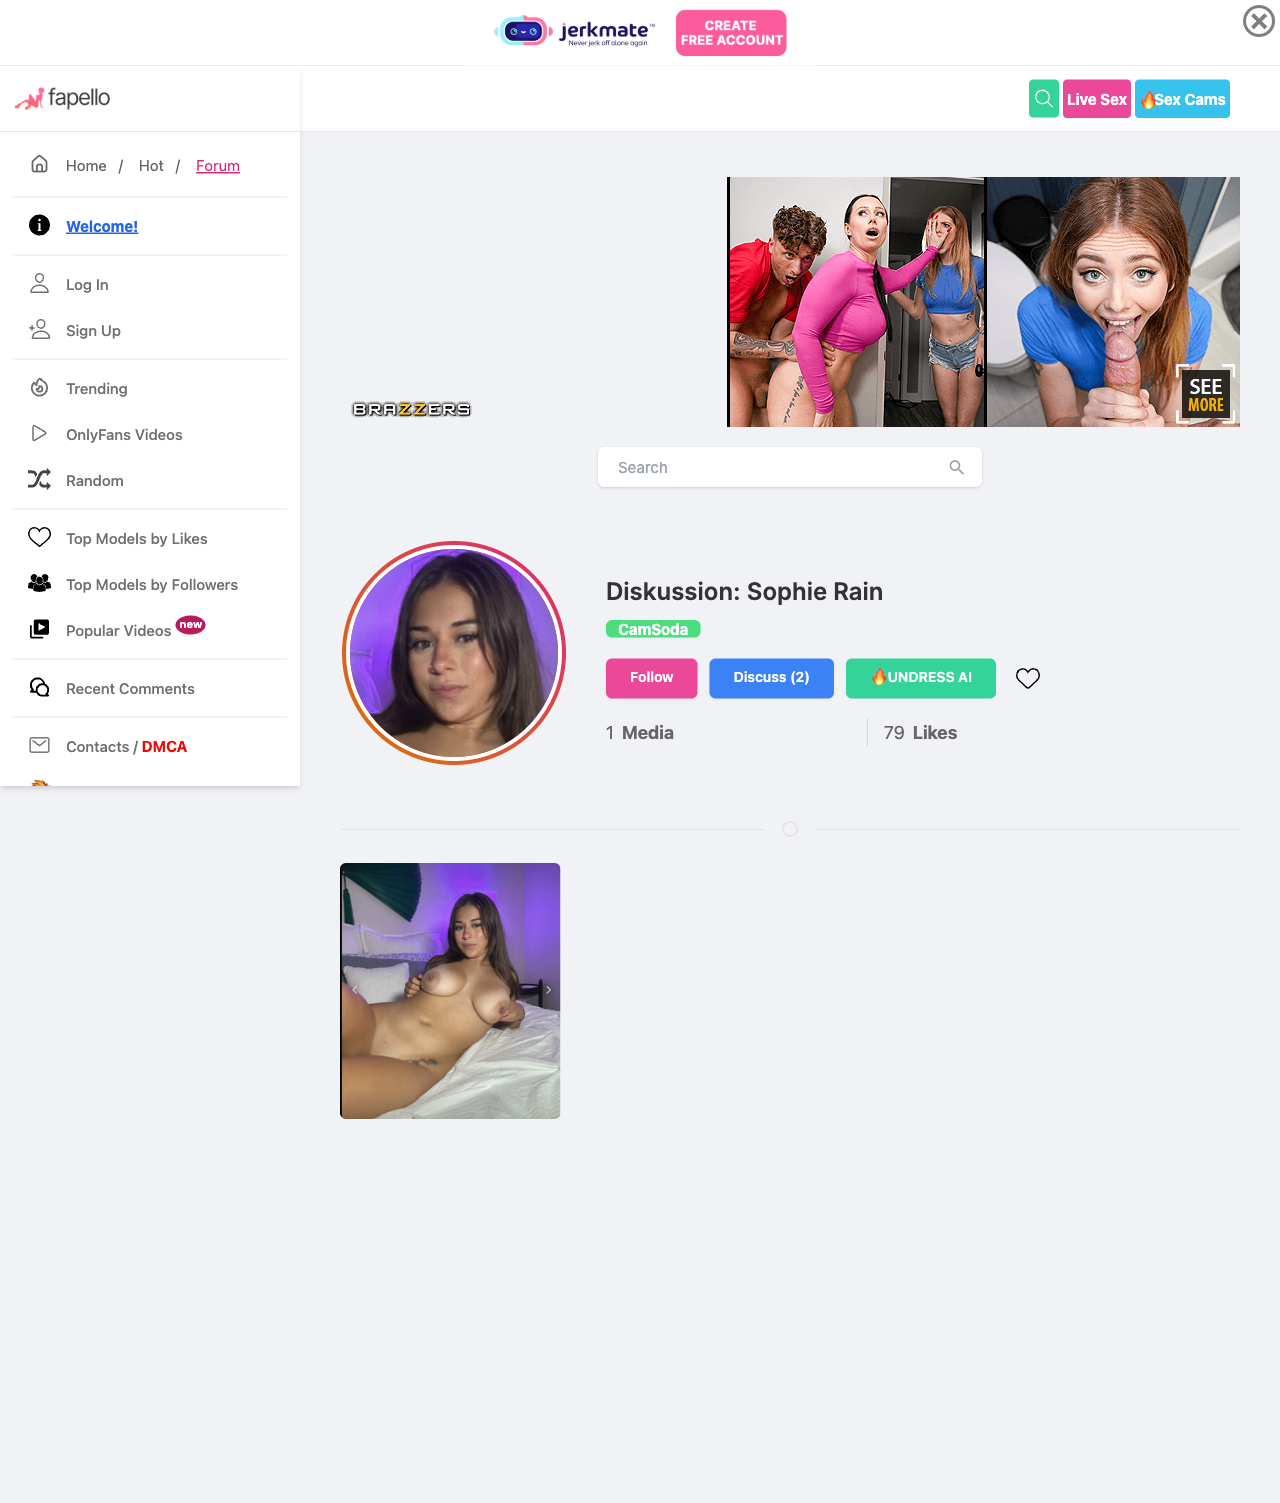 jerkmate™
Never jerk off alone again
CREATE
FREE ACCOUNT
fapello
Live Sex
🔥Sex Cams
Home / Hot / Forum
Welcome!
Log In
Sign Up
Trending
OnlyFans Videos
Random
Top Models by Likes
Top Models by Followers
Popular Videos new
Recent Comments
Contacts / DMCA
BRAZZERS
SEE
MORE
Search
Diskussion: Sophie Rain
CamSoda
Follow
Discuss (2)
🔥UNDRESS AI
1 Media
79 Likes